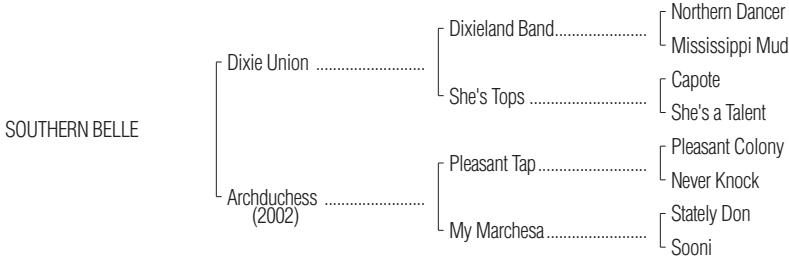 Northern Dancer
Dixieland Band.......................
Mississippi Mud
Dixie Union ...........................
Capote
She's Tops .............................
She's a Talent
SOUTHERN BELLE
Pleasant Colony
Pleasant Tap...........................
Never Knock
Archduchess .........................
(2002)
Stately Don
My Marchesa.........................
Sooni